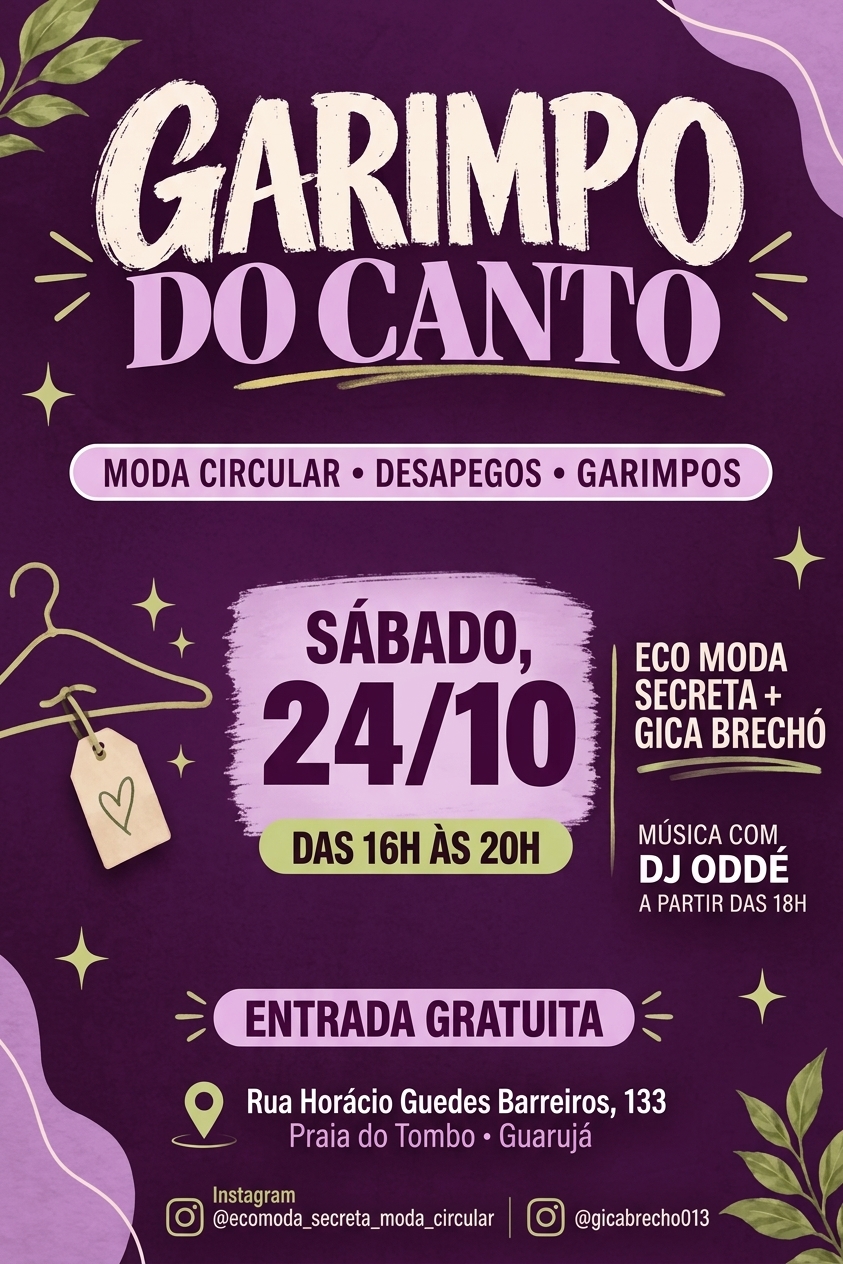 GARIMPO
DO CANTO
MODA CIRCULAR • DESAPEGOS • GARIMPOS
SÁBADO,
24/10
DAS 16H ÀS 20H
ECO MODA
SECRETA +
GICA BRECHÓ
MÚSICA COM
DJ ODDÉ
A PARTIR DAS 18H
ENTRADA GRATUITA
Rua Horácio Guedes Barreiros, 133
Praia do Tombo • Guarujá
Instagram
@ecomoda_secreta_moda_circular
@gicabrecho013